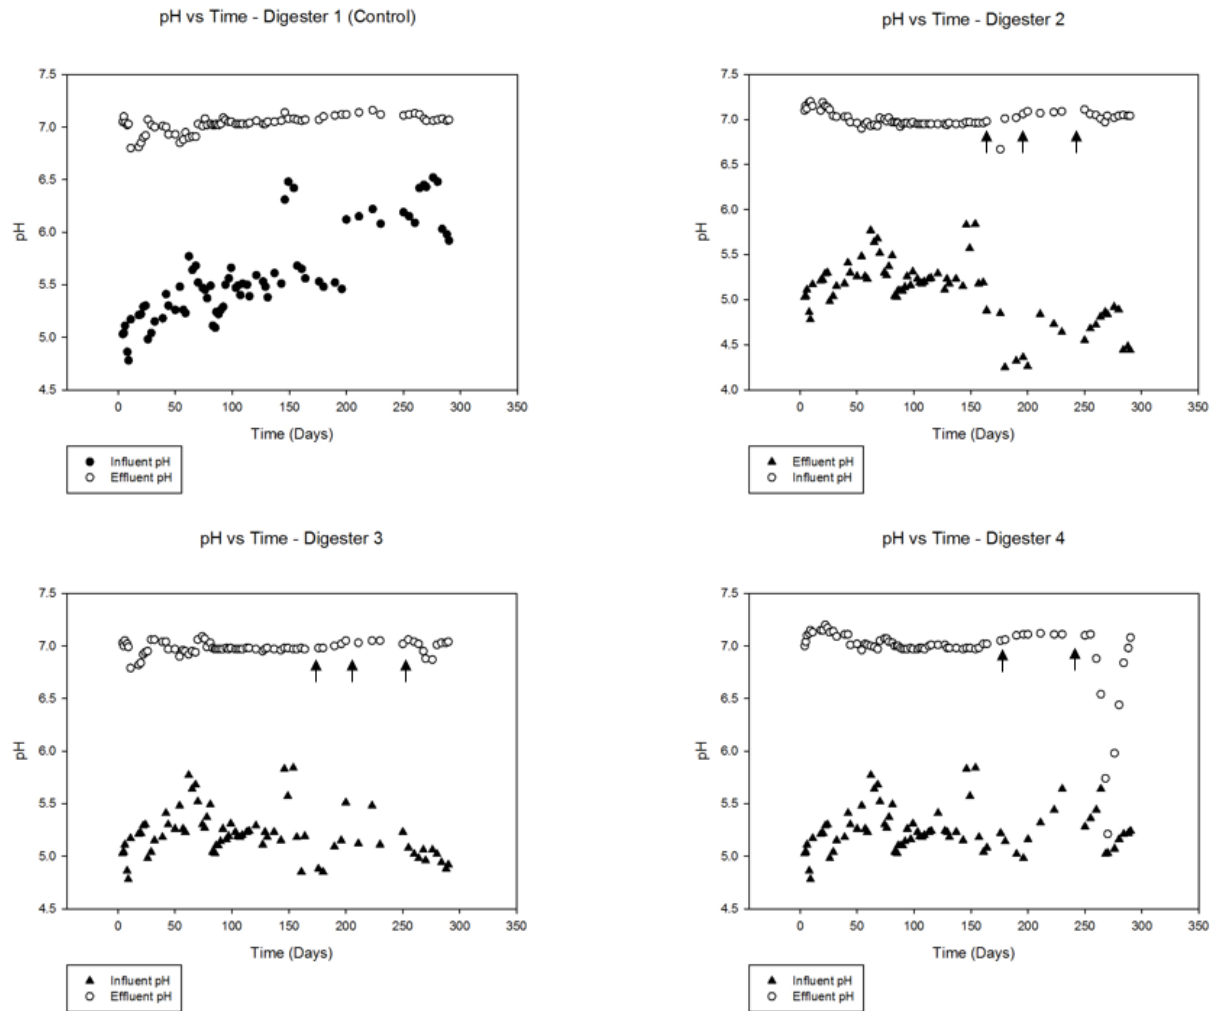 pH vs Time - Digester 1 (Control)
7.5
7.0
6.5
6.0
5.5
5.0
4.5
pH
0 50 100 150 200 250 300 350
Time (Days)
Influent pH
Effluent pH
pH vs Time - Digester 2
7.5
7.0
6.5
6.0
5.5
5.0
4.5
4.0
pH
0 50 100 150 200 250 300 350
Time (Days)
Effluent pH
Influent pH
pH vs Time - Digester 3
7.5
7.0
6.5
6.0
5.5
5.0
4.5
pH
0 50 100 150 200 250 300 350
Time (Days)
Influent pH
Effluent pH
pH vs Time - Digester 4
7.5
7.0
6.5
6.0
5.5
5.0
4.5
pH
0 50 100 150 200 250 300 350
Time (Days)
Influent pH
Effluent pH